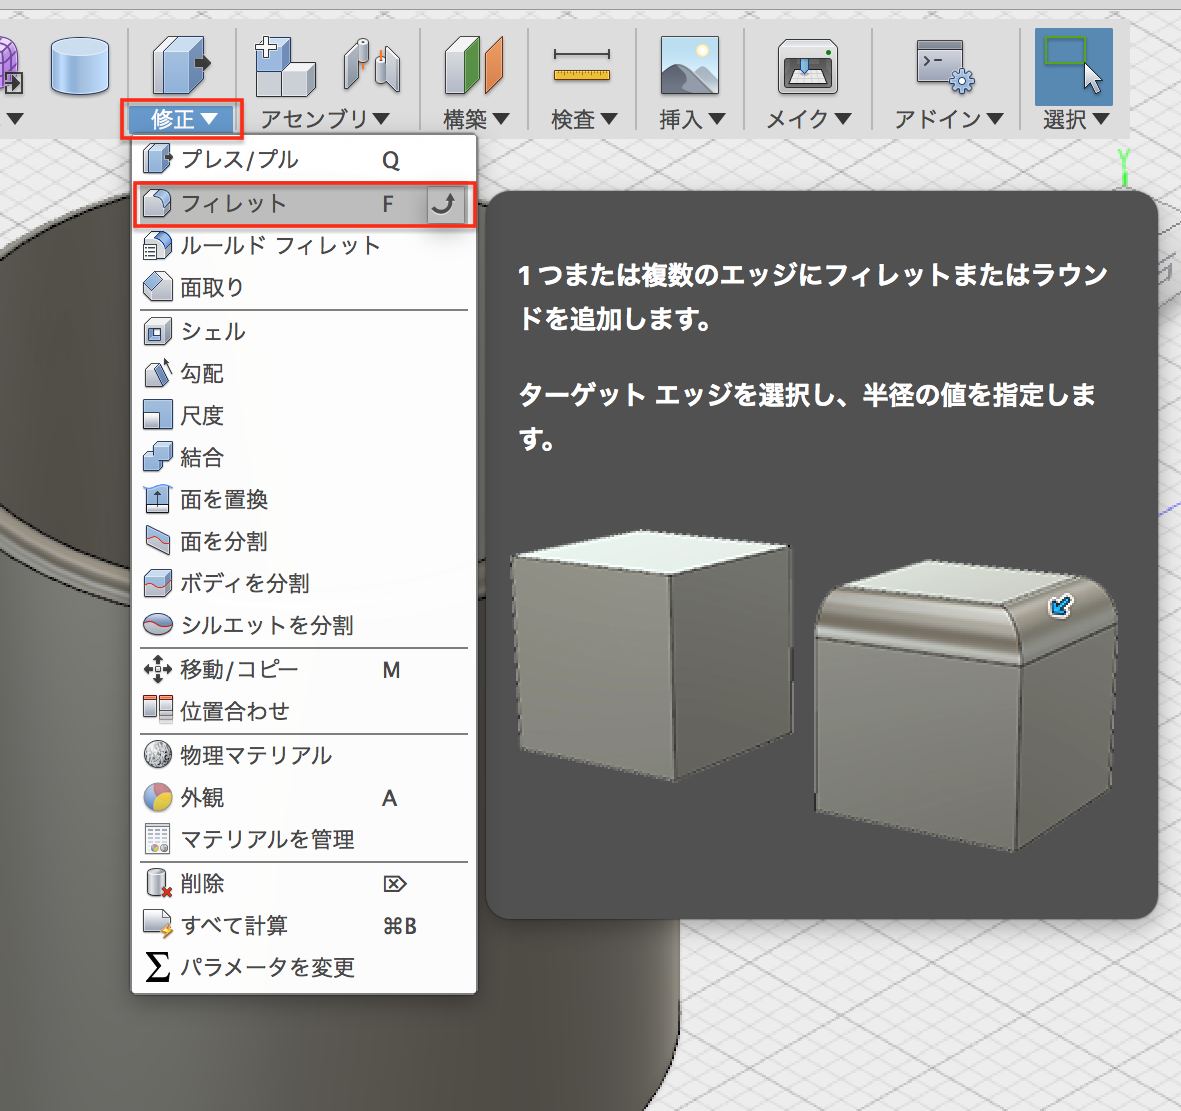 修正▼
アセンブリ▼
構築▼
検査▼
挿入▼
メイク▼
アドイン▼
選択▼
プレス/プル Q
フィレット F
ルールド フィレット
面取り
シェル
勾配
尺度
結合
面を置換
面を分割
ボディを分割
シルエットを分割
移動/コピー M
位置合わせ
物理マテリアル
外観 A
マテリアルを管理
削除 ⌦
すべて計算 ⌘B
パラメータを変更
1 つまたは複数のエッジにフィレットまたはラウン
ドを追加します。
ターゲット エッジを選択し、半径の値を指定しま
す。
Y